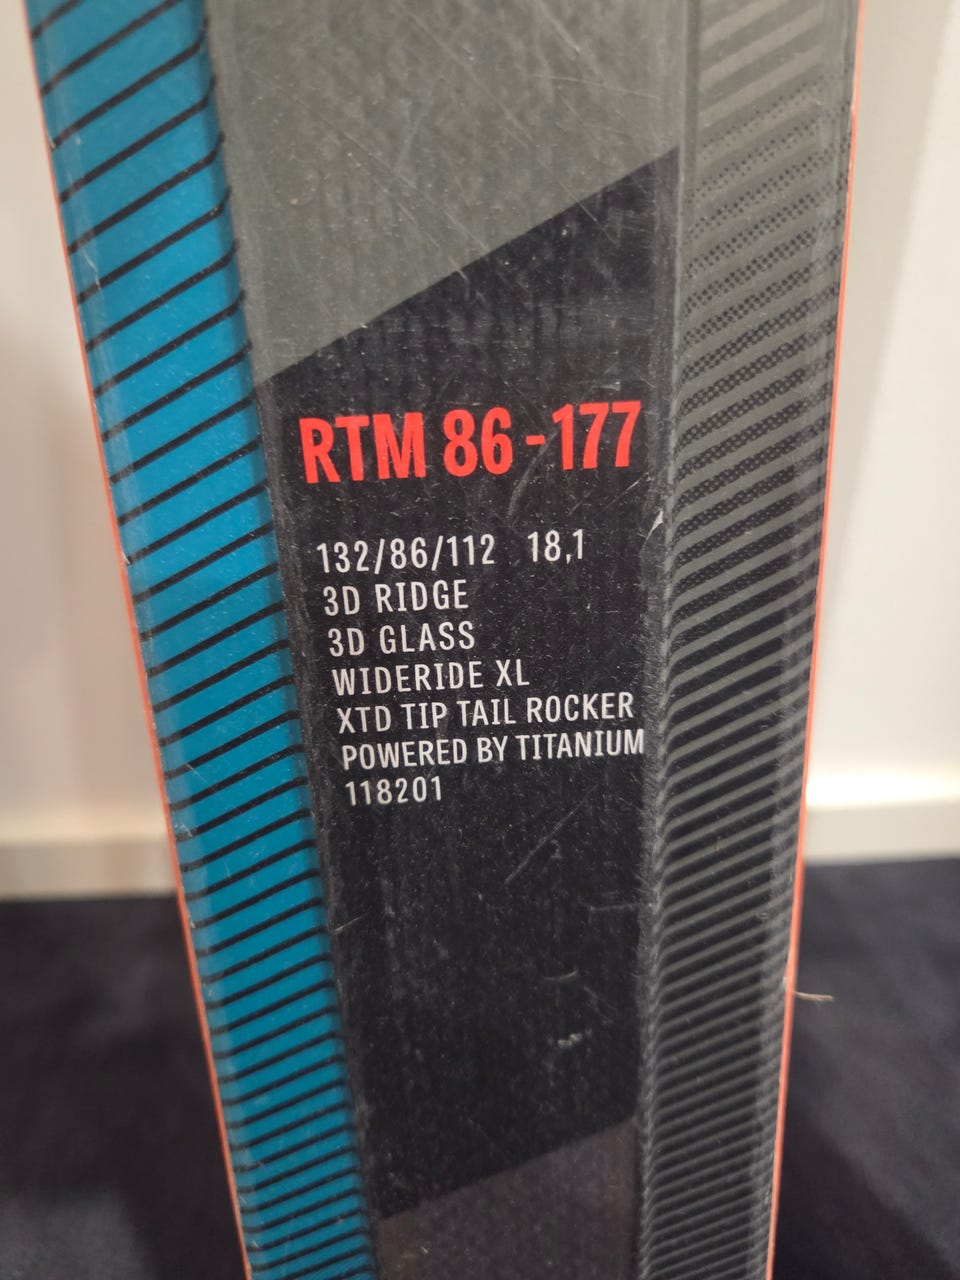 RTM 86 - 177
132/86/112 18,1
3D RIDGE
3D GLASS
WIDERIDE XL
XTD TIP TAIL ROCKER
POWERED BY TITANIUM
118201